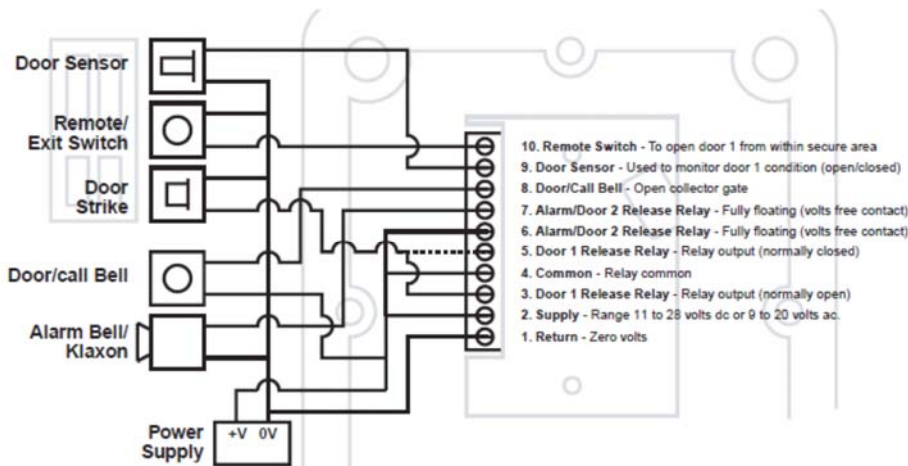 Door Sensor
Remote/
Exit Switch
Door
Strike
Door/call Bell
Alarm Bell/
Klaxon
Power
Supply
+V 0V
10. Remote Switch - To open door 1 from within secure area
9. Door Sensor - Used to monitor door 1 condition (open/closed)
8. Door/Call Bell - Open collector gate
7. Alarm/Door 2 Release Relay - Fully floating (volts free contact)
6. Alarm/Door 2 Release Relay - Fully floating (volts free contact)
5. Door 1 Release Relay - Relay output (normally closed)
4. Common - Relay common
3. Door 1 Release Relay - Relay output (normally open)
2. Supply - Range 11 to 28 volts dc or 9 to 20 volts ac.
1. Return - Zero volts